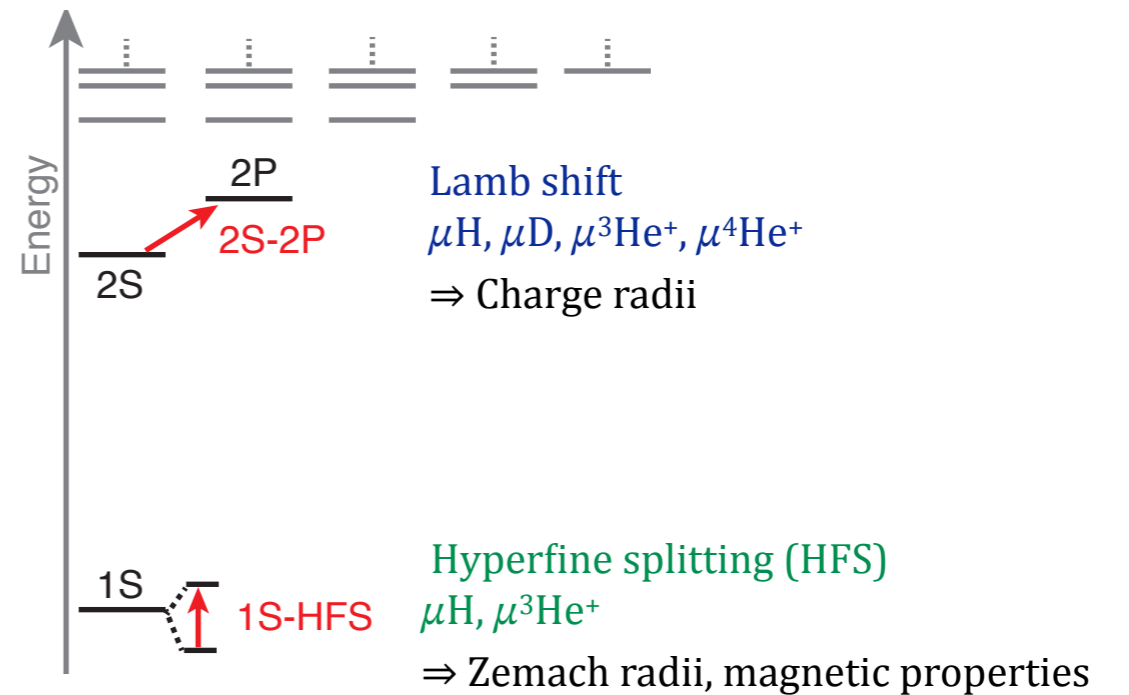 Energy
2P
2S-2P
2S
Lamb shift
μH, μD, μ³He⁺, μ⁴He⁺
⇒ Charge radii
1S
1S-HFS
Hyperfine splitting (HFS)
μH, μ³He⁺
⇒ Zemach radii, magnetic properties